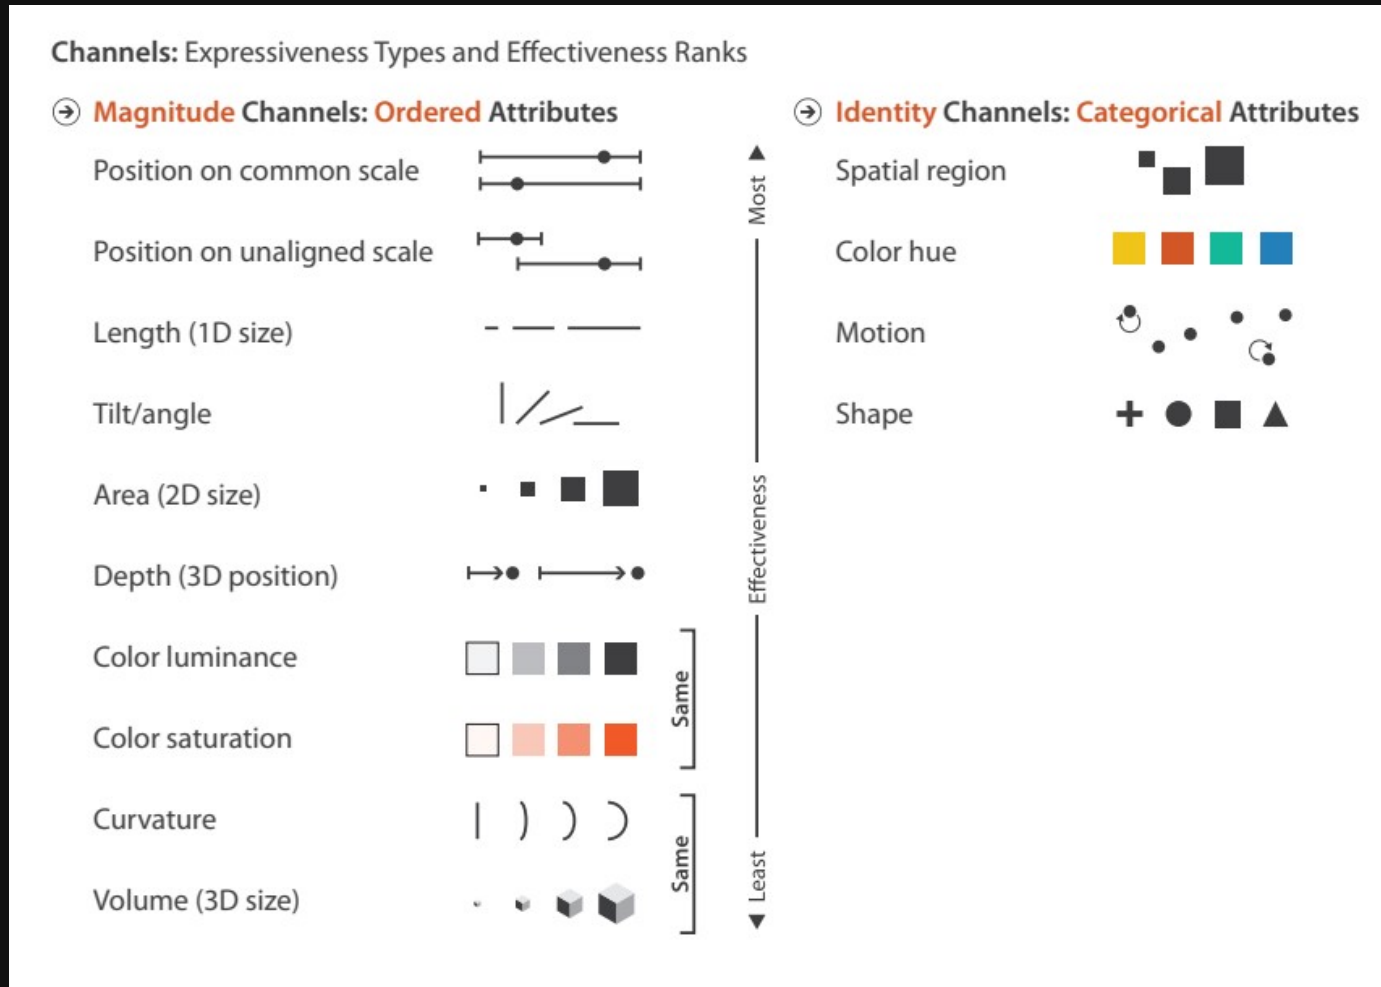 Channels: Expressiveness Types and Effectiveness Ranks
Magnitude Channels: Ordered Attributes
Position on common scale
Position on unaligned scale
Length (1D size)
Tilt/angle
Area (2D size)
Depth (3D position)
Color luminance
Color saturation
Same
Curvature
Volume (3D size)
Same
Most
Effectiveness
Least
Identity Channels: Categorical Attributes
Spatial region
Color hue
Motion
Shape